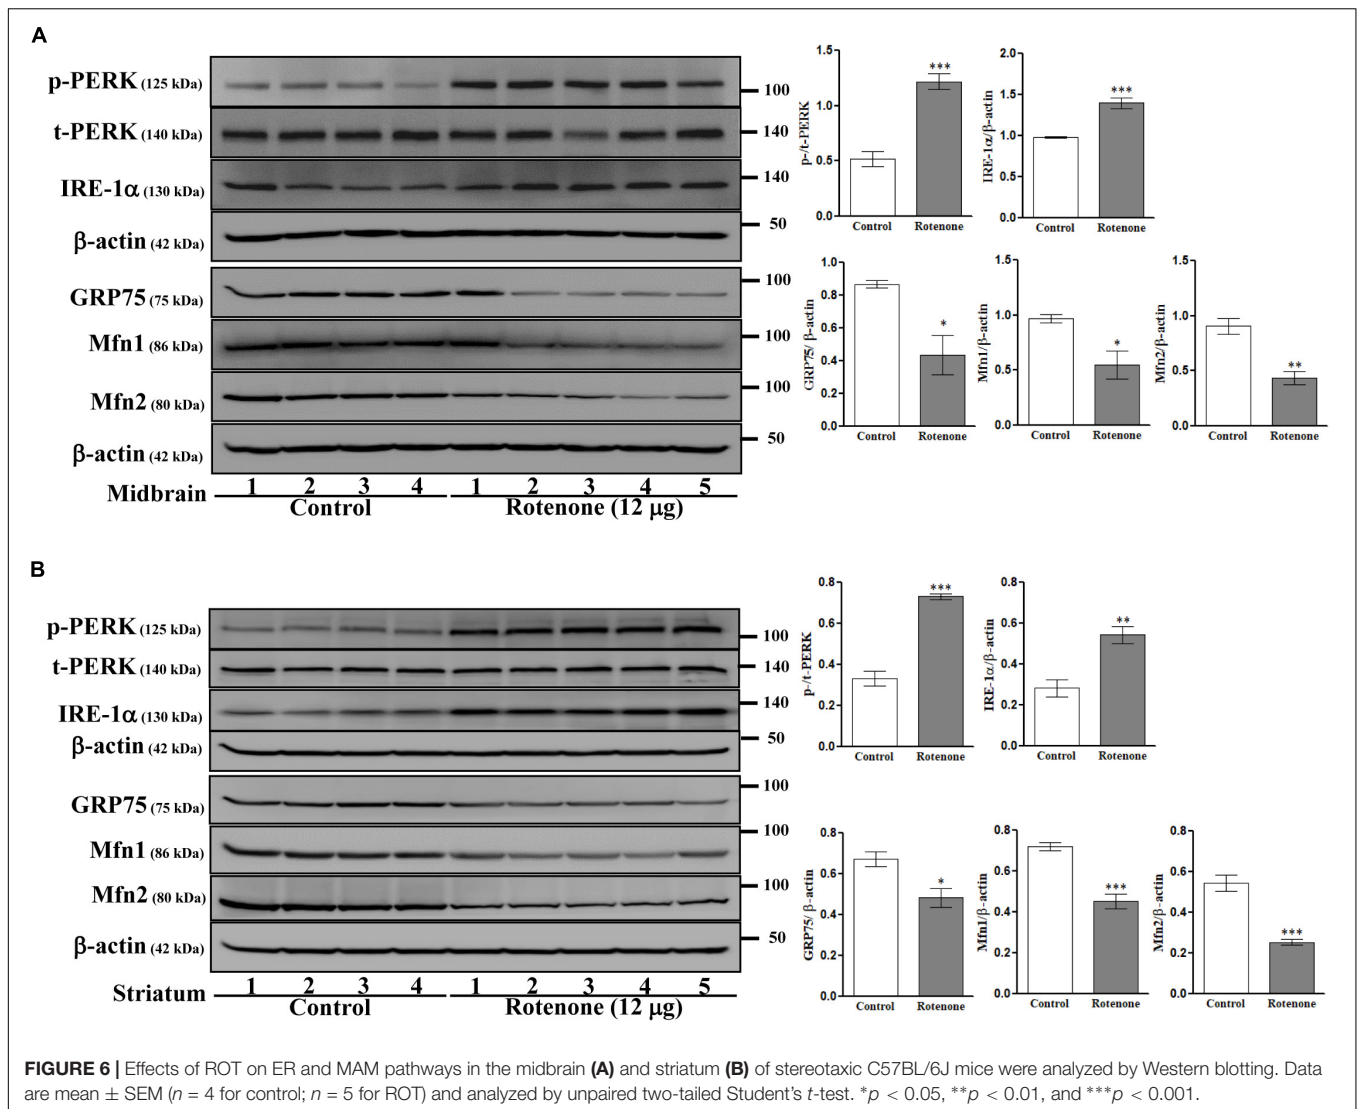 A
p-PERK (125 kDa)
100
t-PERK (140 kDa)
140
IRE-1α (130 kDa)
140
β-actin (42 kDa)
50
GRP75 (75 kDa)
100
Mfn1 (86 kDa)
100
Mfn2 (80 kDa)
100
β-actin (42 kDa)
50
Midbrain 1 2 3 4 1 2 3 4 5
Control Rotenone (12 μg)
p-/t-PERK
1.5
1.0
0.5
0.0
***
Control Rotenone
IRE-1α/β-actin
2.0
1.5
1.0
0.5
0.0
***
Control Rotenone
GRP75/ β-actin
1.0
0.8
0.6
0.4
0.2
0.0
*
Control Rotenone
Mfn1/β-actin
1.5
1.0
0.5
0.0
*
Control Rotenone
Mfn2/β-actin
1.5
1.0
0.5
0.0
**
Control Rotenone
B
p-PERK (125 kDa)
100
t-PERK (140 kDa)
140
IRE-1α (130 kDa)
140
β-actin (42 kDa)
50
GRP75 (75 kDa)
100
Mfn1 (86 kDa)
100
Mfn2 (80 kDa)
100
β-actin (42 kDa)
50
Striatum 1 2 3 4 1 2 3 4 5
Control Rotenone (12 μg)
p-/t-PERK
0.8
0.6
0.4
0.2
0.0
***
Control Rotenone
IRE-1α/β-actin
0.8
0.6
0.4
0.2
0.0
**
Control Rotenone
GRP75/ β-actin
0.8
0.6
0.4
0.2
0.0
*
Control Rotenone
Mfn1/β-actin
0.8
0.6
0.4
0.2
0.0
***
Control Rotenone
Mfn2/β-actin
0.8
0.6
0.4
0.2
0.0
***
Control Rotenone
FIGURE 6 | Effects of ROT on ER and MAM pathways in the midbrain (A) and striatum (B) of stereotaxic C57BL/6J mice were analyzed by Western blotting. Data
are mean ± SEM (n = 4 for control; n = 5 for ROT) and analyzed by unpaired two-tailed Student's t-test. *p < 0.05, **p < 0.01, and ***p < 0.001.